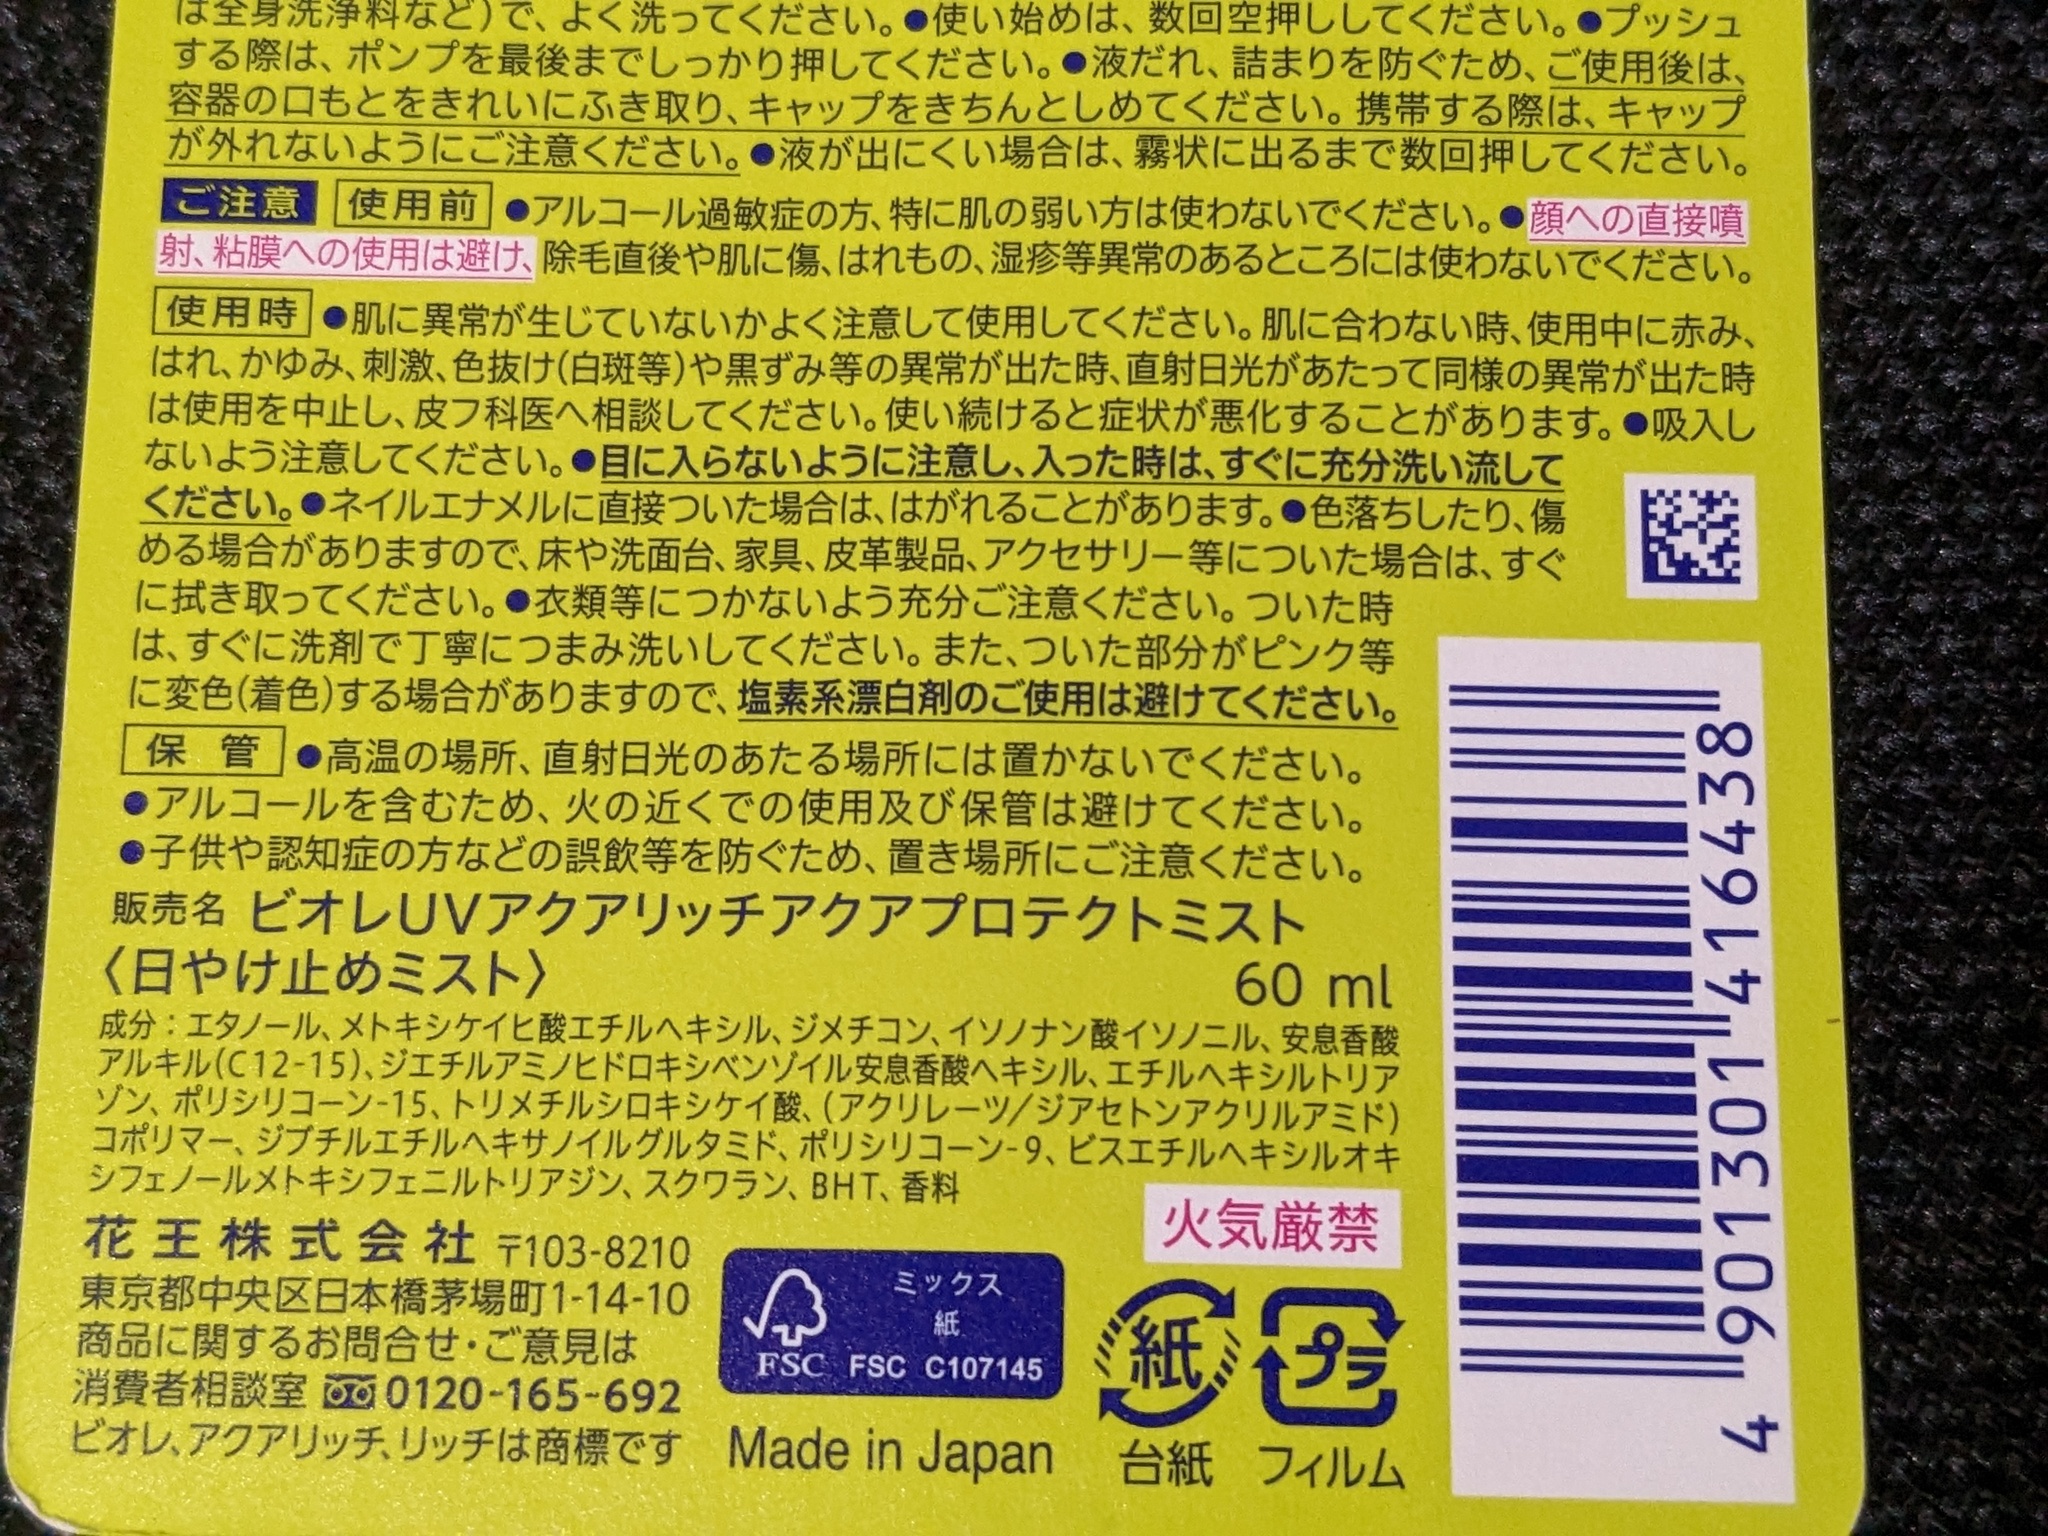 は全身洗浄料など)で、よく洗ってください。●使い始めは、数回空押ししてください。●プッシュ
する際は、ポンプを最後までしっかり押してください。●液だれ、詰まりを防ぐため、ご使用後は、
容器の口もとをきれいにふき取り、キャップをきちんとしめてください。携帯する際は、キャップ
が外れないようにご注意ください。●液が出にくい場合は、霧状に出るまで数回押してください。
ご注意 使用前 ●アルコール過敏症の方、特に肌の弱い方は使わないでください。●顔への直接噴
射、粘膜への使用は避け、除毛直後や肌に傷、はれもの、湿疹等異常のあるところには使わないでください。
使用時 ●肌に異常が生じていないかよく注意して使用してください。肌に合わない時、使用中に赤み、
はれ、かゆみ、刺激、色抜け(白斑等)や黒ずみ等の異常が出た時、直射日光があたって同様の異常が出た時
は使用を中止し、皮フ科医へ相談してください。使い続けると症状が悪化することがあります。●吸入し
ないよう注意してください。●目に入らないように注意し、入った時は、すぐに充分洗い流して
ください。●ネイルエナメルに直接ついた場合は、はがれることがあります。●色落ちしたり、傷
める場合がありますので、床や洗面台、家具、皮革製品、アクセサリー等についた場合は、すぐ
に拭き取ってください。●衣類等につかないよう充分ご注意ください。ついた時
は、すぐに洗剤で丁寧につまみ洗いしてください。また、ついた部分がピンク等
に変色(着色)する場合がありますので、塩素系漂白剤のご使用は避けてください。
保 管 ●高温の場所、直射日光のあたる場所には置かないでください。
●アルコールを含むため、火の近くでの使用及び保管は避けてください。
●子供や認知症の方などの誤飲等を防ぐため、置き場所にご注意ください。
販売名 ビオレUVアクアリッチアクアプロテクトミスト
〈日やけ止めミスト〉 60 ml
成分：エタノール、メトキシケイヒ酸エチルヘキシル、ジメチコン、イソノナン酸イソノニル、安息香酸
アルキル(C12-15)、ジエチルアミノヒドロキシベンゾイル安息香酸ヘキシル、エチルヘキシルトリア
ゾン、ポリシリコーン-15、トリメチルシロキシケイ酸、(アクリレーツ/ジアセトンアクリルアミド)
コポリマー、ジブチルエチルヘキサノイルグルタミド、ポリシリコーン-9、ビスエチルヘキシルオキ
シフェノールメトキシフェニルトリアジン、スクワラン、BHT、香料
火気厳禁
花王株式会社 〒103-8210
東京都中央区日本橋茅場町1-14-10
商品に関するお問合せ・ご意見は
消費者相談室 0120-165-692
ビオレ、アクアリッチ、リッチは商標です
ミックス
紙
FSC FSC C107145
Made in Japan
紙
台紙
プラ
フィルム
4 901301 416438